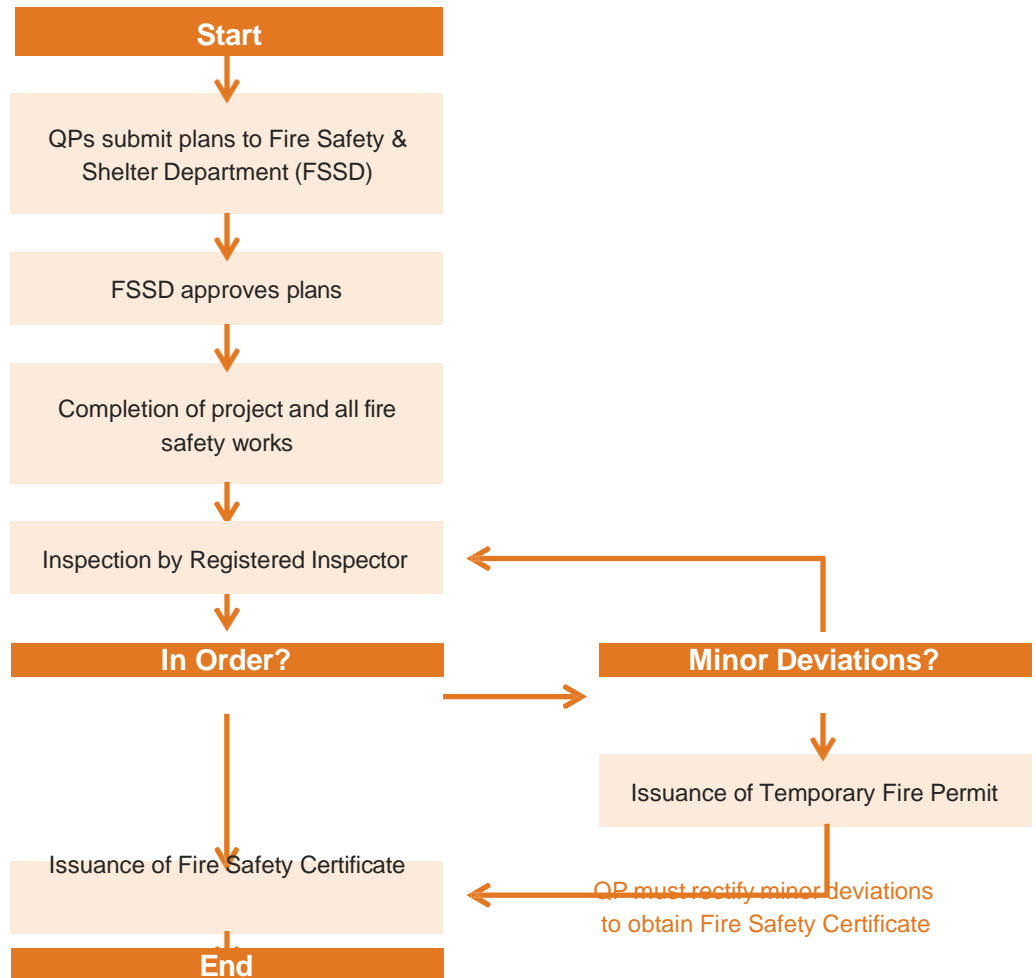 Start
QPs submit plans to Fire Safety &
Shelter Department (FSSD)
FSSD approves plans
Completion of project and all fire
safety works
Inspection by Registered Inspector
In Order?
Minor Deviations?
Issuance of Temporary Fire Permit
Issuance of Fire Safety Certificate
QP must rectify minor deviations
to obtain Fire Safety Certificate
End